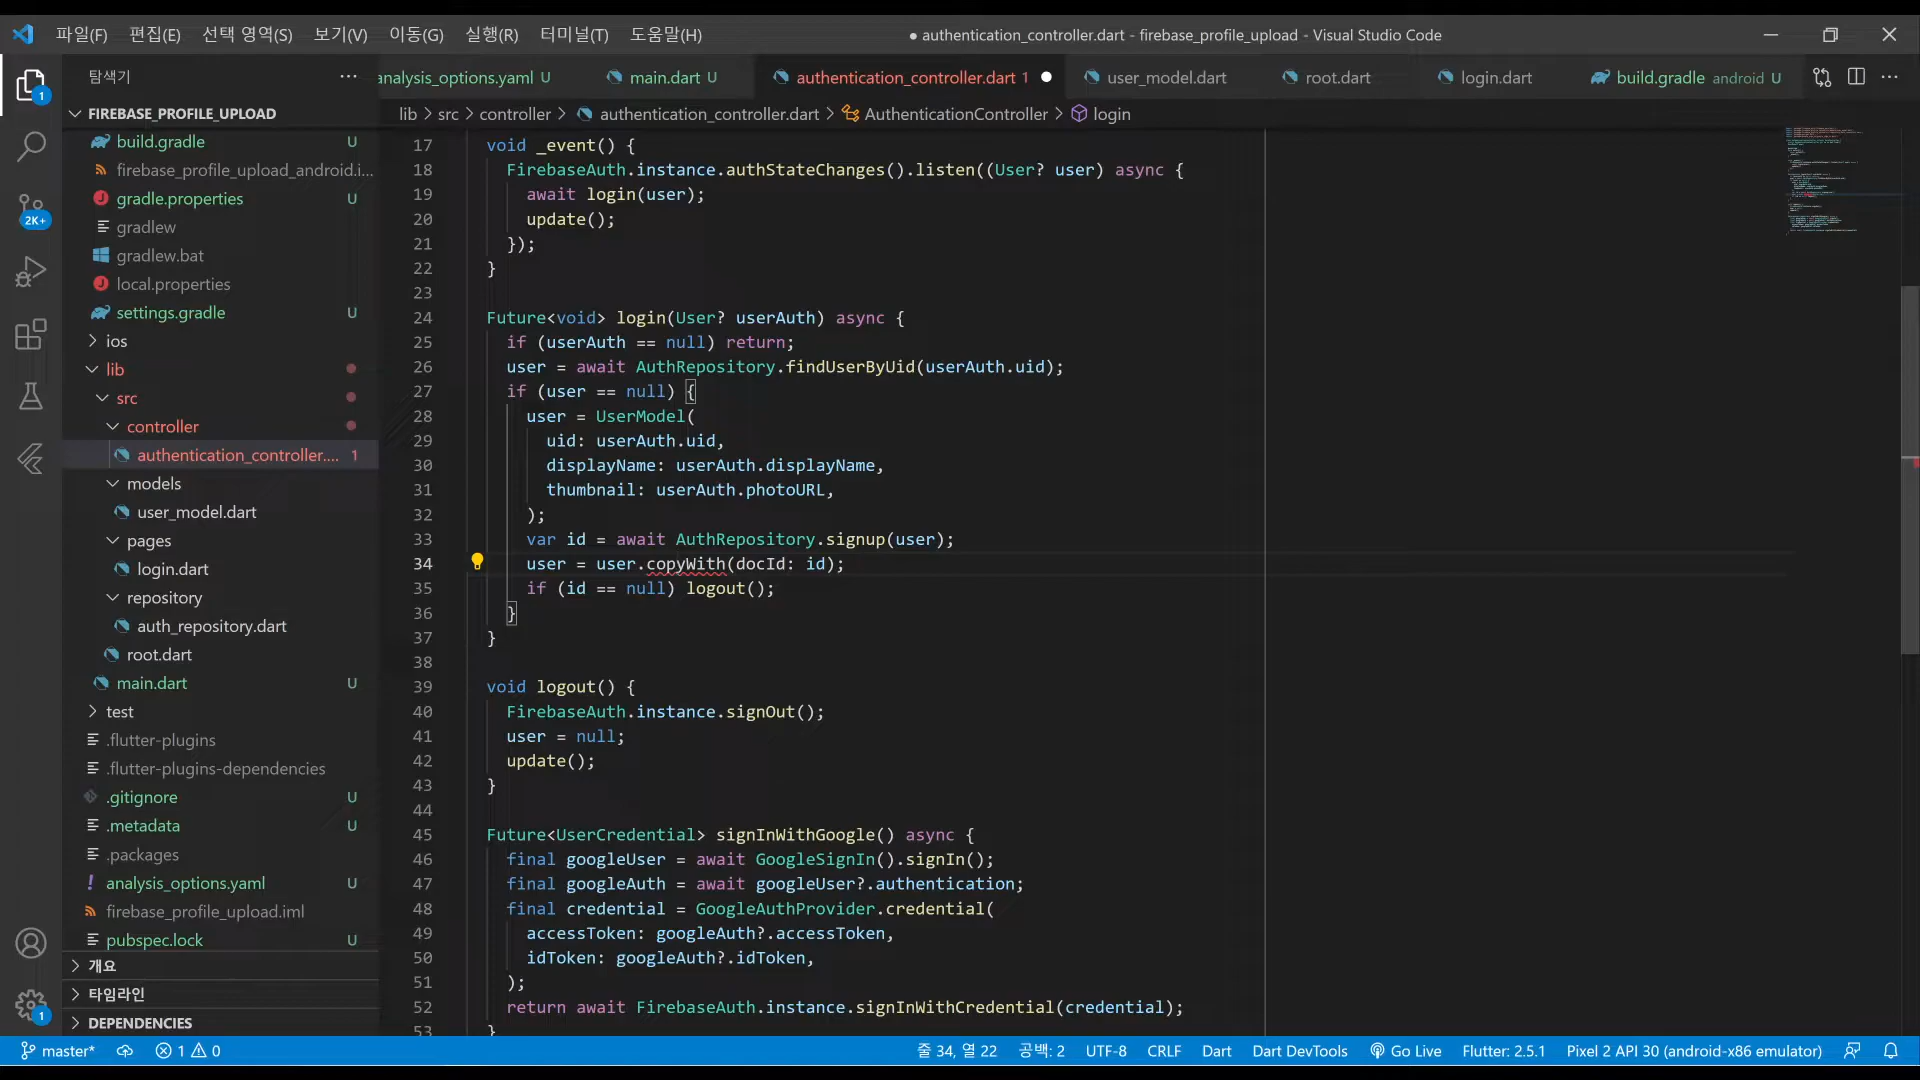 파일(F) 편집(E) 선택 영역(S) 보기(V) 이동(G) 실행(R) 터미널(T) 도움말(H)
● authentication_controller.dart - firebase_profile_upload - Visual Studio Code
탐색기 ···
analysis_options.yaml U
main.dart U
authentication_controller.dart 1
user_model.dart
root.dart
login.dart
build.gradle android U
lib > src > controller > authentication_controller.dart > AuthenticationController > login
FIREBASE_PROFILE_UPLOAD
build.gradle U
firebase_profile_upload_android.i...
gradle.properties U
gradlew
gradlew.bat
local.properties
settings.gradle U
ios
lib
src
controller
authentication_controller.... 1
models
user_model.dart
pages
login.dart
repository
auth_repository.dart
root.dart
main.dart U
test
.flutter-plugins
.flutter-plugins-dependencies
.gitignore U
.metadata U
.packages
analysis_options.yaml U
firebase_profile_upload.iml
pubspec.lock U
개요
타임라인
DEPENDENCIES
1
2K+
1
17 void _event() {
18 FirebaseAuth.instance.authStateChanges().listen((User? user) async {
19 await login(user);
20 update();
21 });
22 }
23
24 Future<void> login(User? userAuth) async {
25 if (userAuth == null) return;
26 user = await AuthRepository.findUserByUid(userAuth.uid);
27 if (user == null) {
28 user = UserModel(
29 uid: userAuth.uid,
30 displayName: userAuth.displayName,
31 thumbnail: userAuth.photoURL,
32 );
33 var id = await AuthRepository.signup(user);
34 user = user.copyWith(docId: id);
35 if (id == null) logout();
36 }
37 }
38
39 void logout() {
40 FirebaseAuth.instance.signOut();
41 user = null;
42 update();
43 }
44
45 Future<UserCredential> signInWithGoogle() async {
46 final googleUser = await GoogleSignIn().signIn();
47 final googleAuth = await googleUser?.authentication;
48 final credential = GoogleAuthProvider.credential(
49 accessToken: googleAuth?.accessToken,
50 idToken: googleAuth?.idToken,
51 );
52 return await FirebaseAuth.instance.signInWithCredential(credential);
53 }
master* 1 0 줄 34, 열 22 공백: 2 UTF-8 CRLF Dart Dart DevTools Go Live Flutter: 2.5.1 Pixel 2 API 30 (android-x86 emulator)